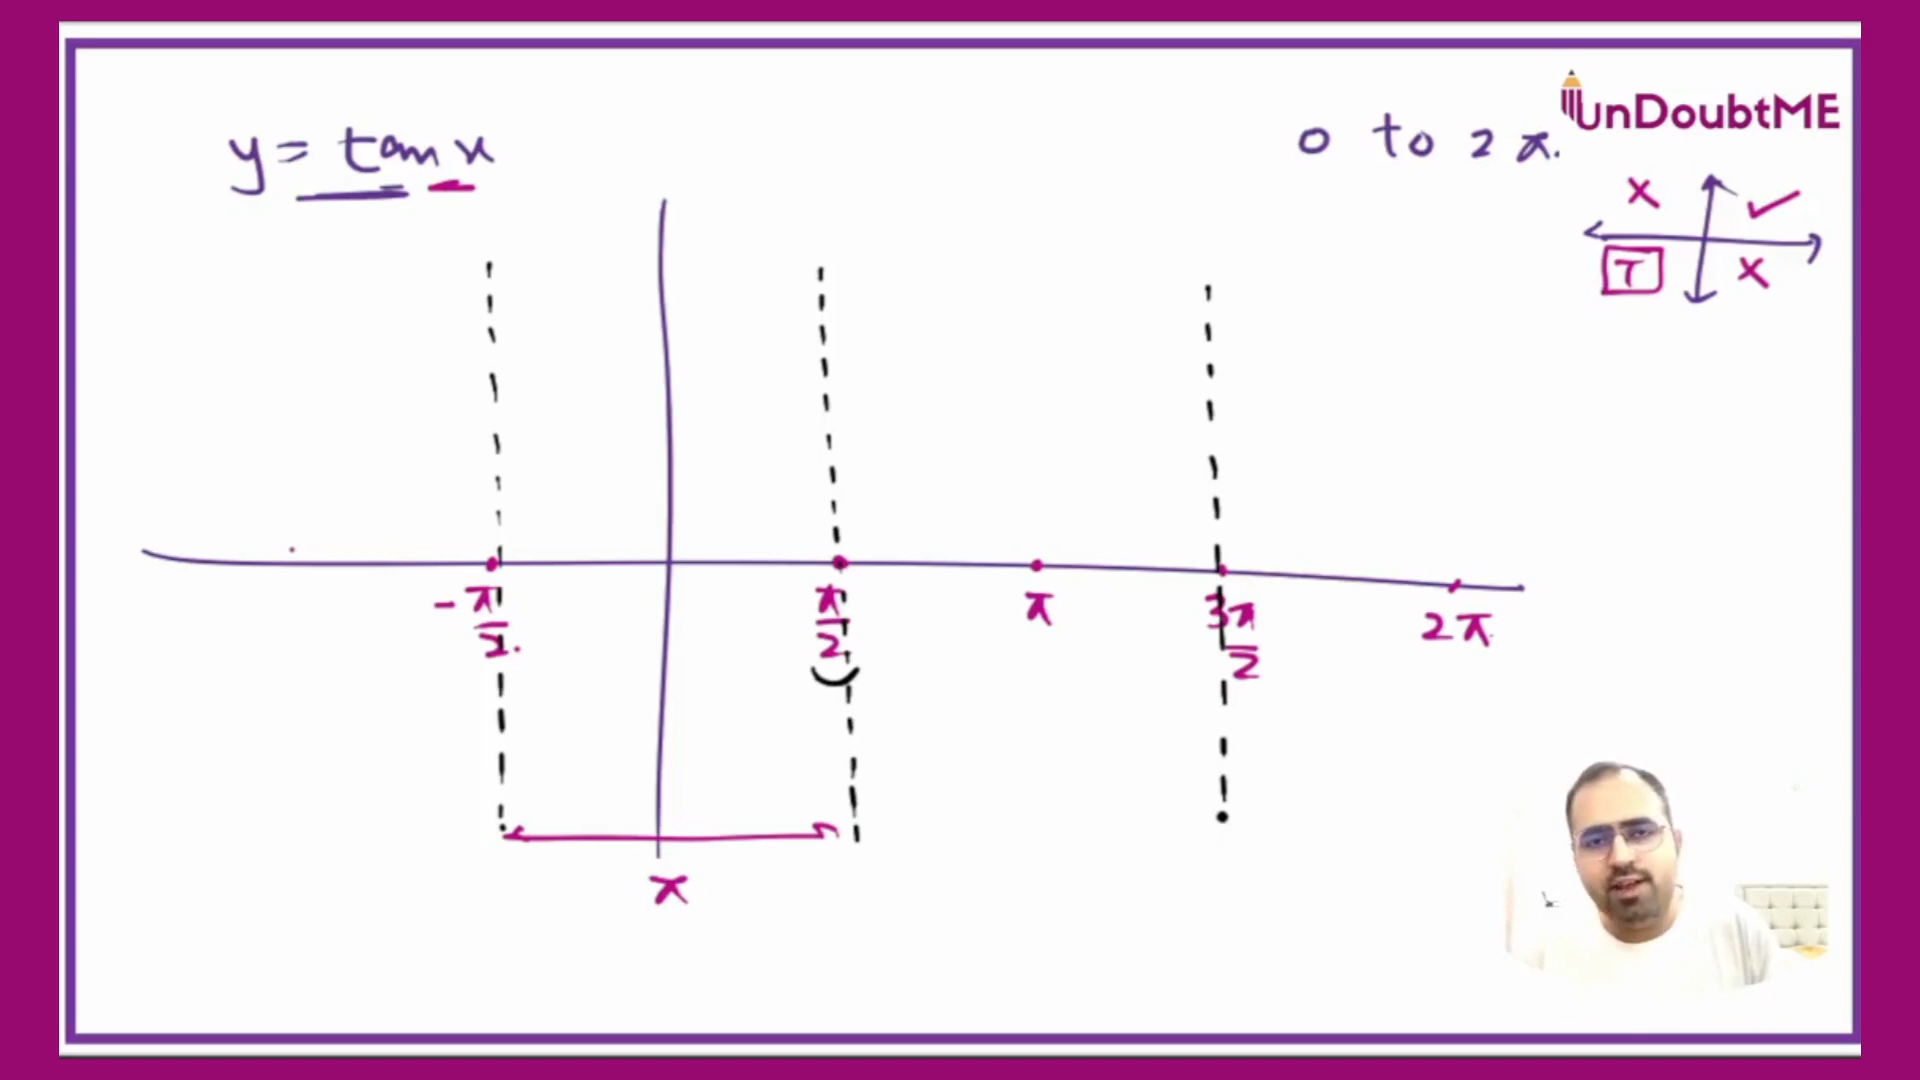 UnDoubtME
y = tan x
0 to 2π.
x ✓
T x
-π/2. π/2 π 3π/2 2π
π